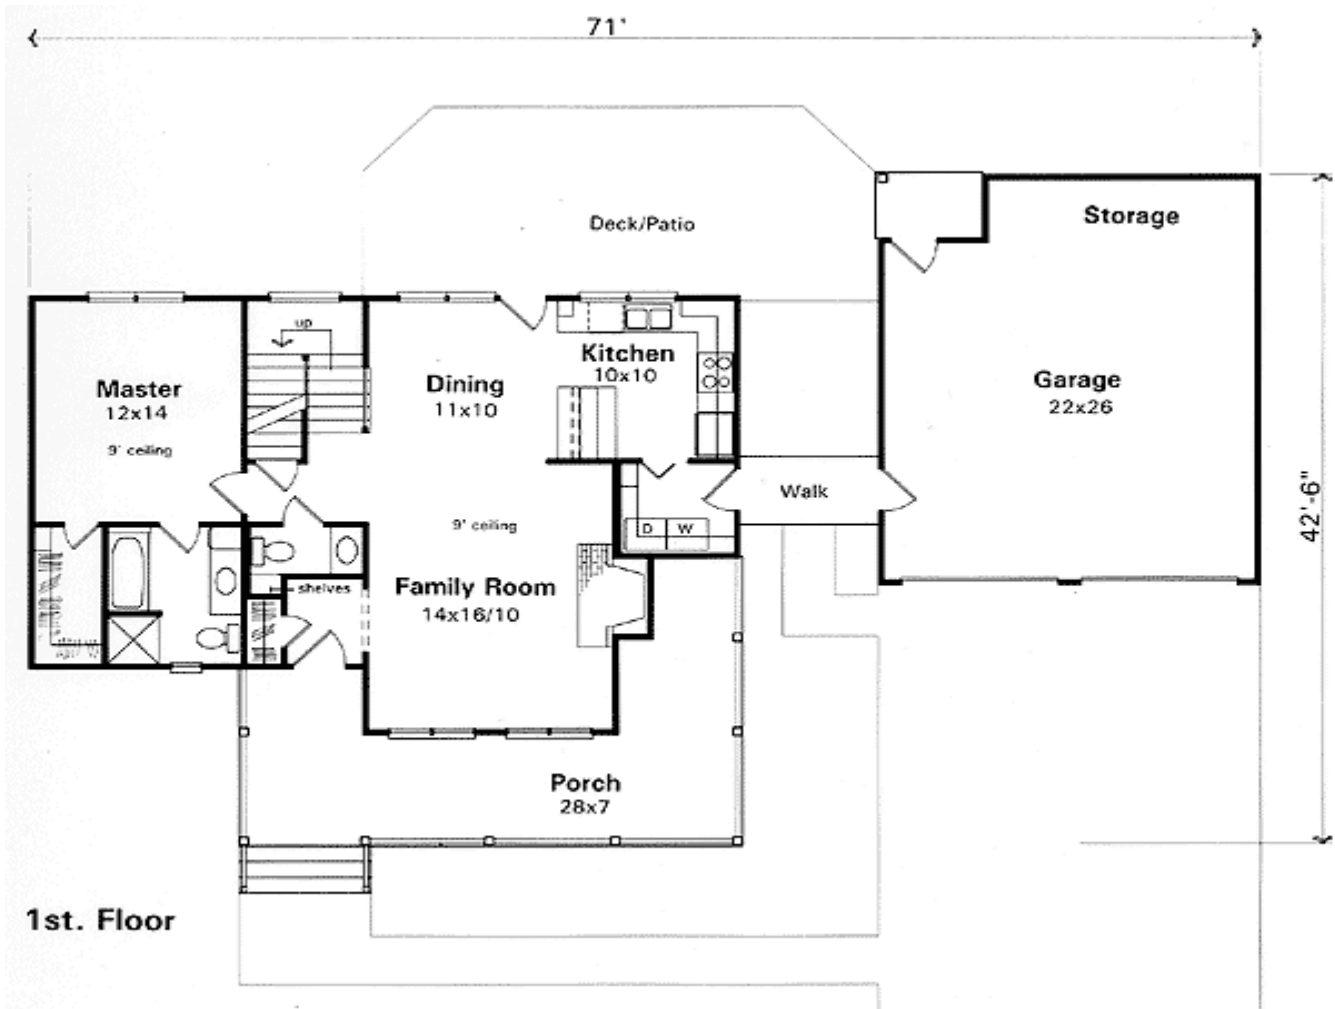 71'
Deck/Patio
Storage
up
Kitchen
10x10
Master
12x14
Dining
11x10
Garage
22x26
9' ceiling
Walk
42'-6"
9' ceiling
D W
shelves
Family Room
14x16/10
Porch
28x7
1st. Floor